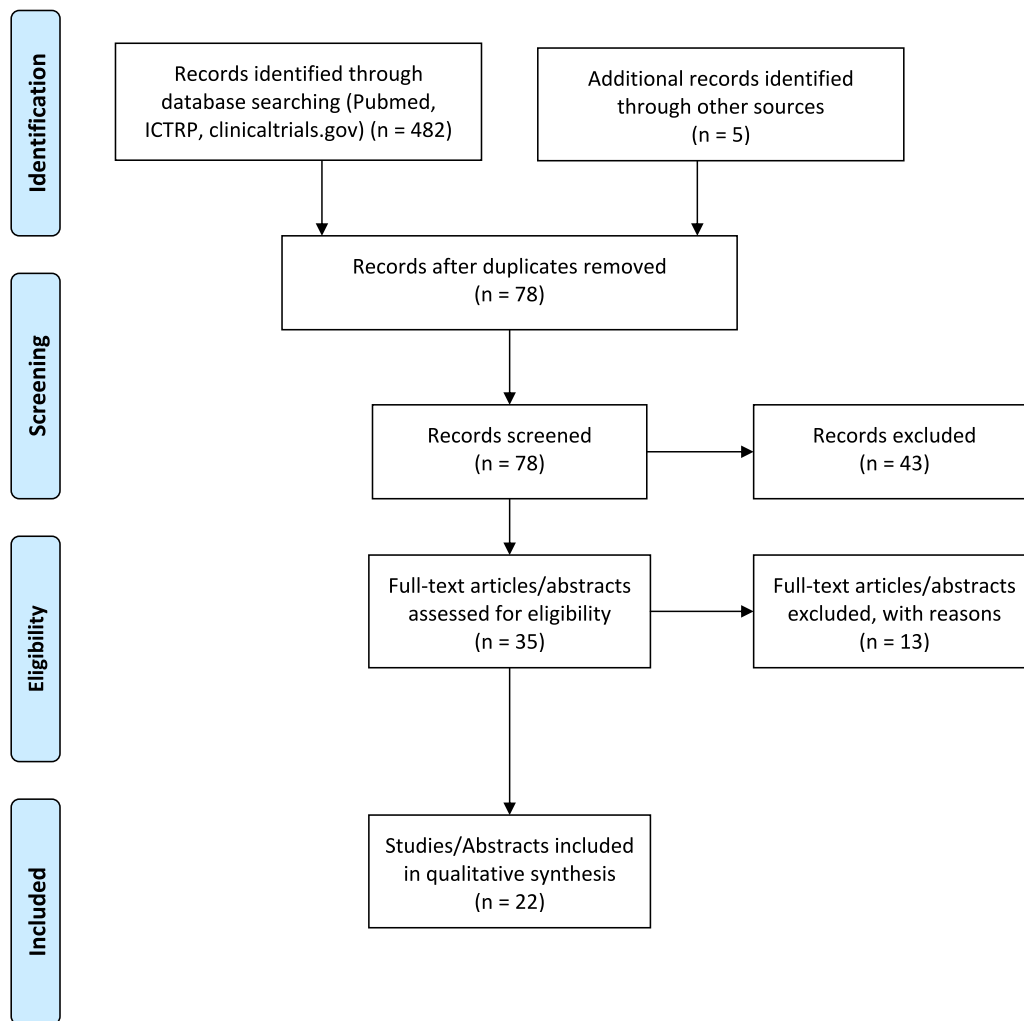 Identification
Records identified through
database searching (Pubmed,
ICTRP, clinicaltrials.gov) (n = 482)
Additional records identified
through other sources
(n = 5)
Records after duplicates removed
(n = 78)
Screening
Records screened
(n = 78)
Records excluded
(n = 43)
Eligibility
Full-text articles/abstracts
assessed for eligibility
(n = 35)
Full-text articles/abstracts
excluded, with reasons
(n = 13)
Included
Studies/Abstracts included
in qualitative synthesis
(n = 22)